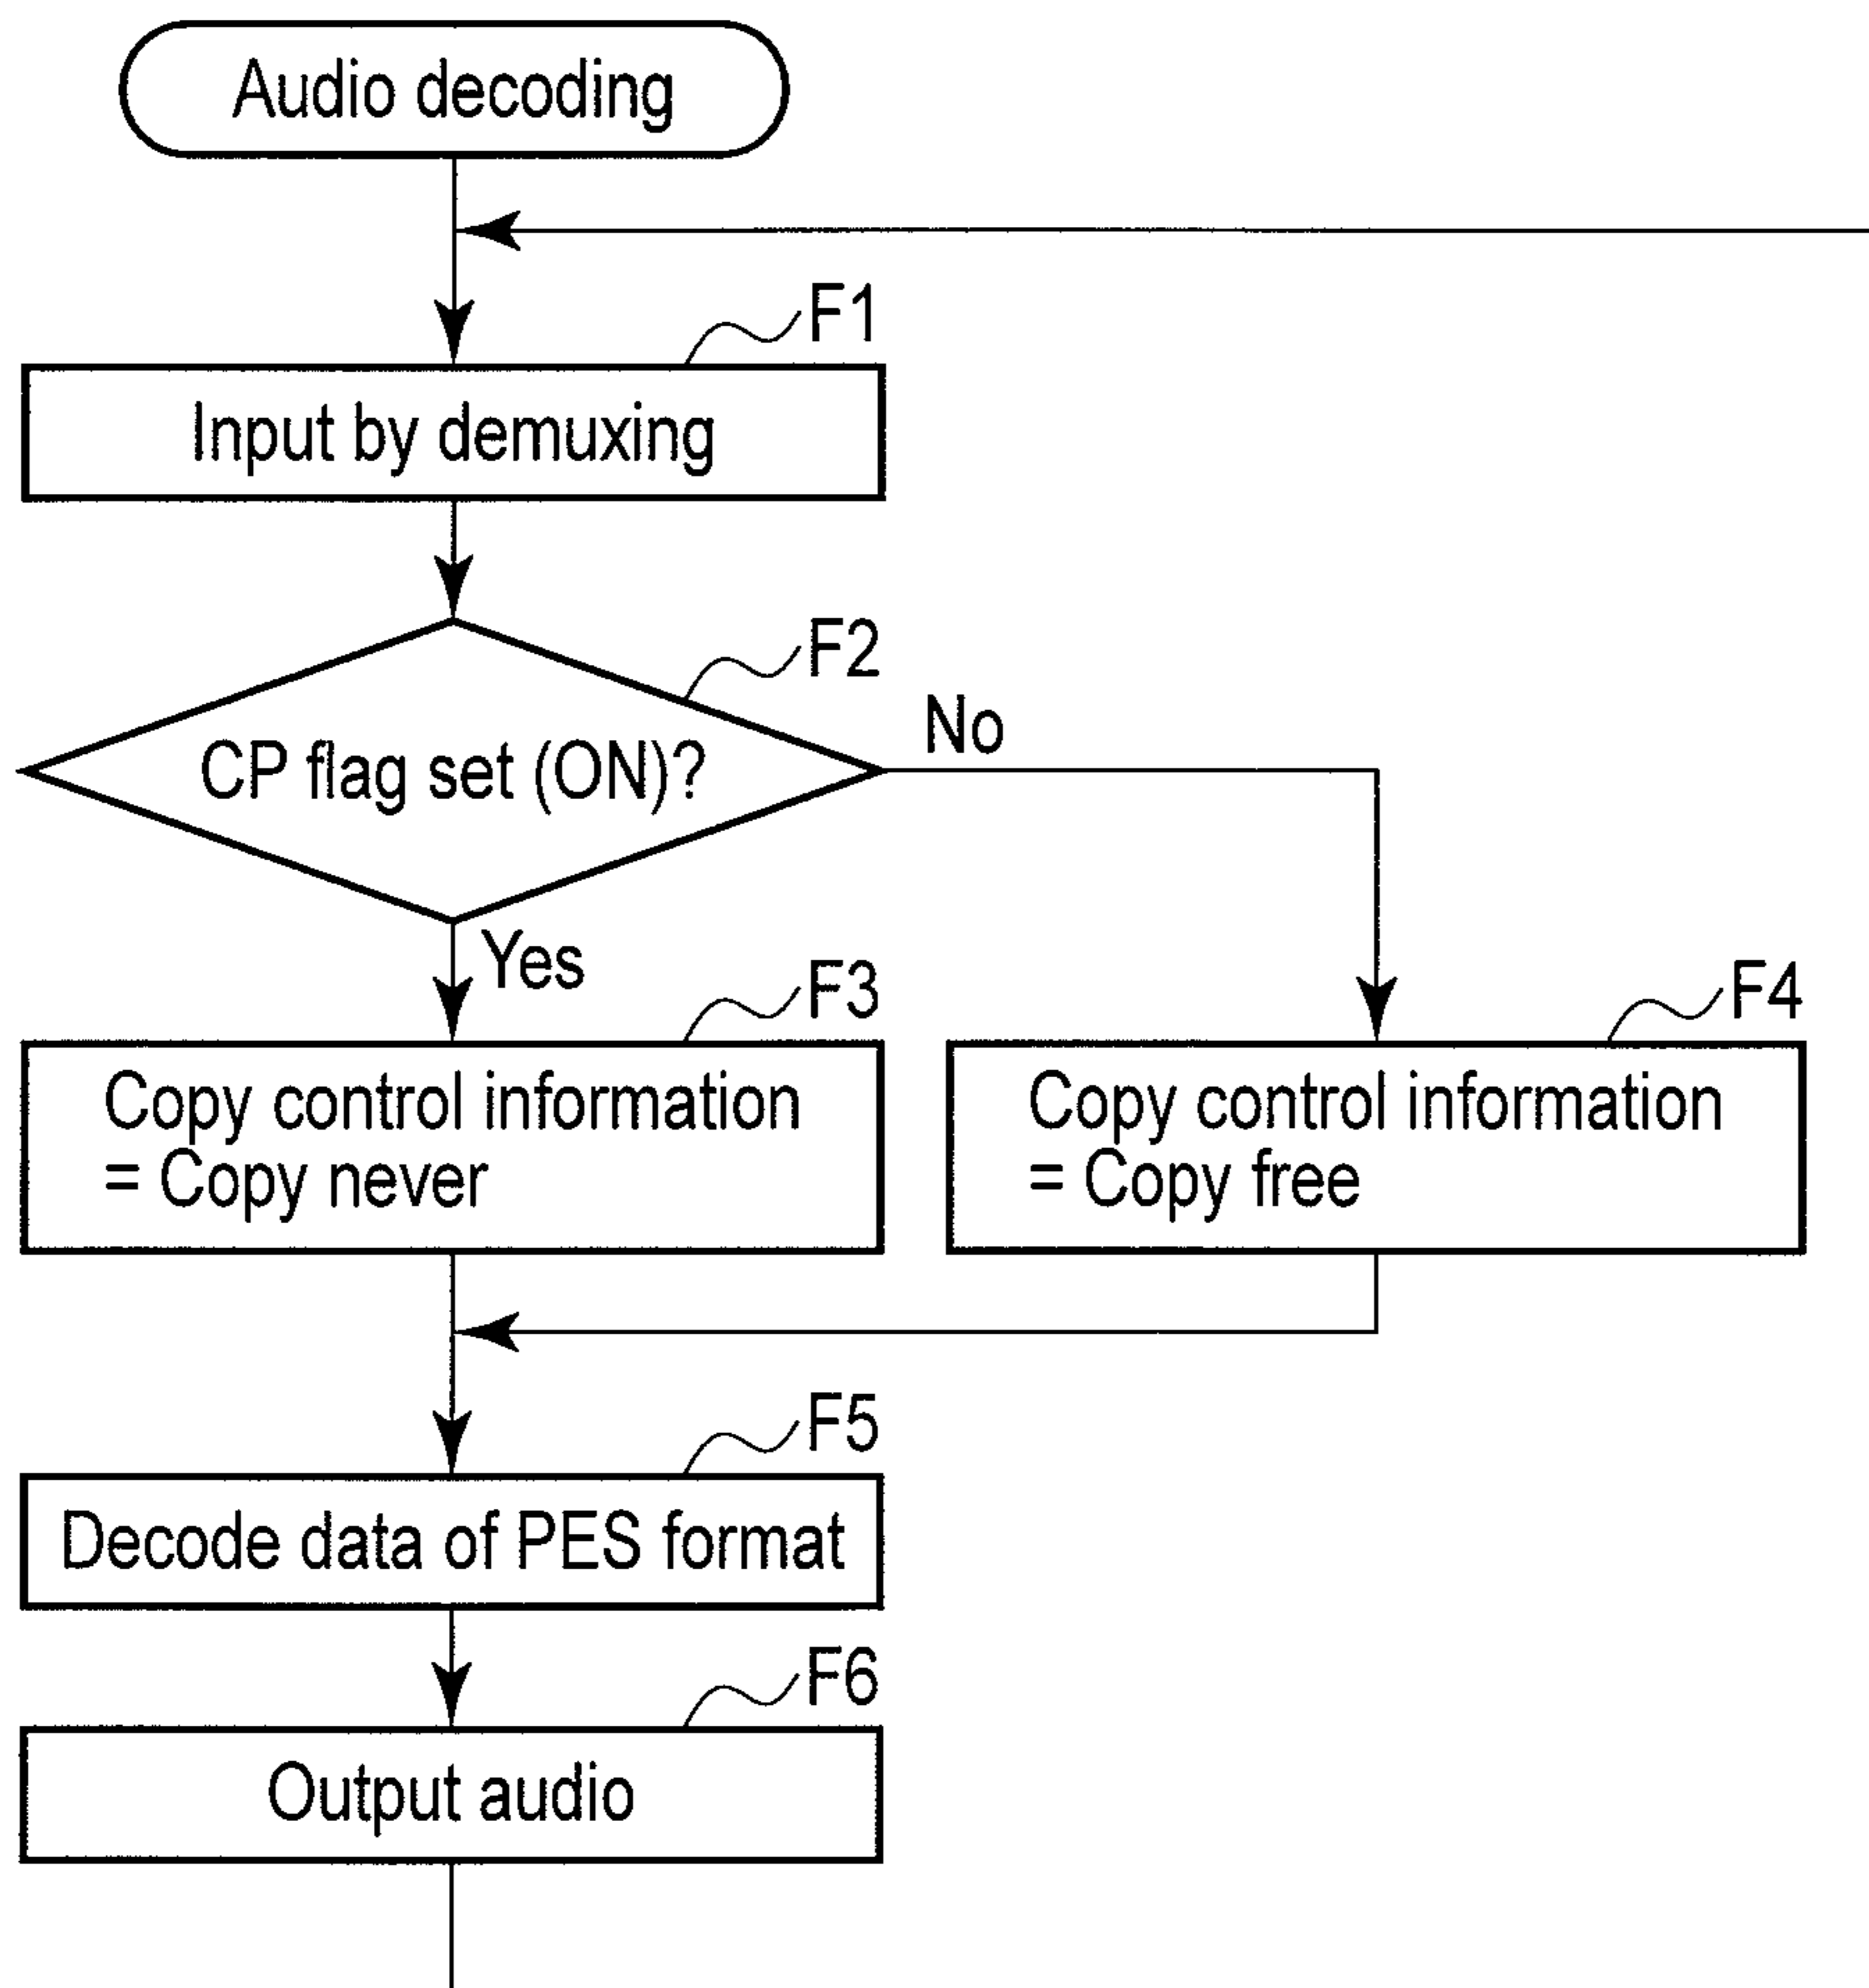 Audio decoding
F1
Input by demuxing
F2
CP flag set (ON)?
No
Yes
F3
Copy control information
= Copy never
F4
Copy control information
= Copy free
F5
Decode data of PES format
F6
Output audio